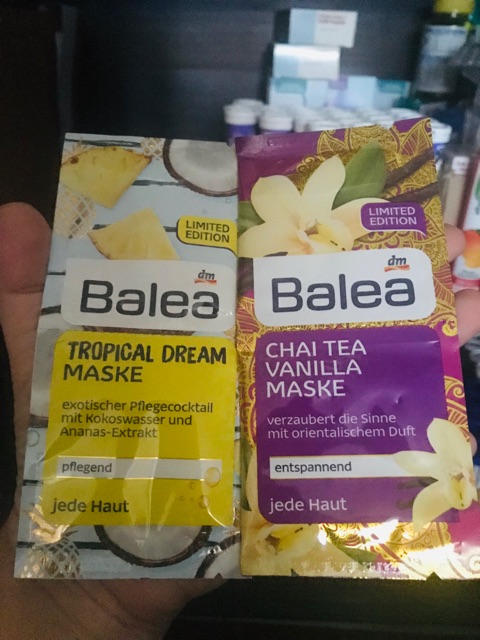 LIMITED
EDITION
dm
Balea
TROPICAL DREAM
MASKE
exotischer Pflegecocktail
mit Kokoswasser und
Ananas-Extrakt
pflegend
jede Haut
LIMITED
EDITION
dm
Balea
CHAI TEA
VANILLA
MASKE
verzaubert die Sinne
mit orientalischem Duft
entspannend
jede Haut